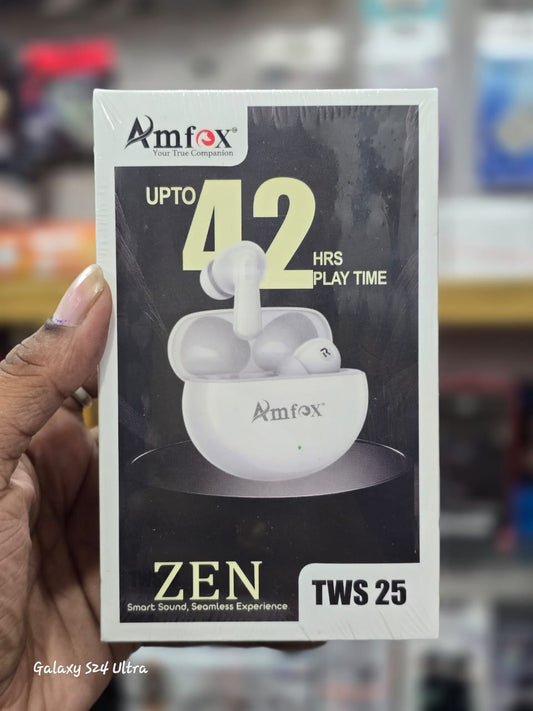 Amfox
Your True Companion
UPTO
42
HRS
PLAY TIME
R
Amfox
ZEN
Smart Sound, Seamless Experience
TWS 25
Galaxy S24 Ultra